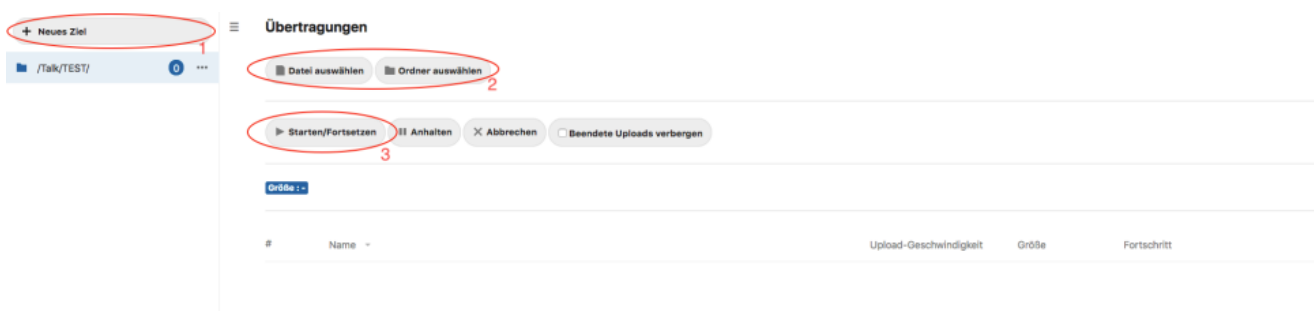 + Neues Ziel
1
/Talk/TEST/ 0 ...
Übertragungen
Datei auswählen Ordner auswählen
2
Starten/Fortsetzen Anhalten Abbrechen Beendete Uploads verbergen
3
Größe : -
# Name Upload-Geschwindigkeit Größe Fortschritt